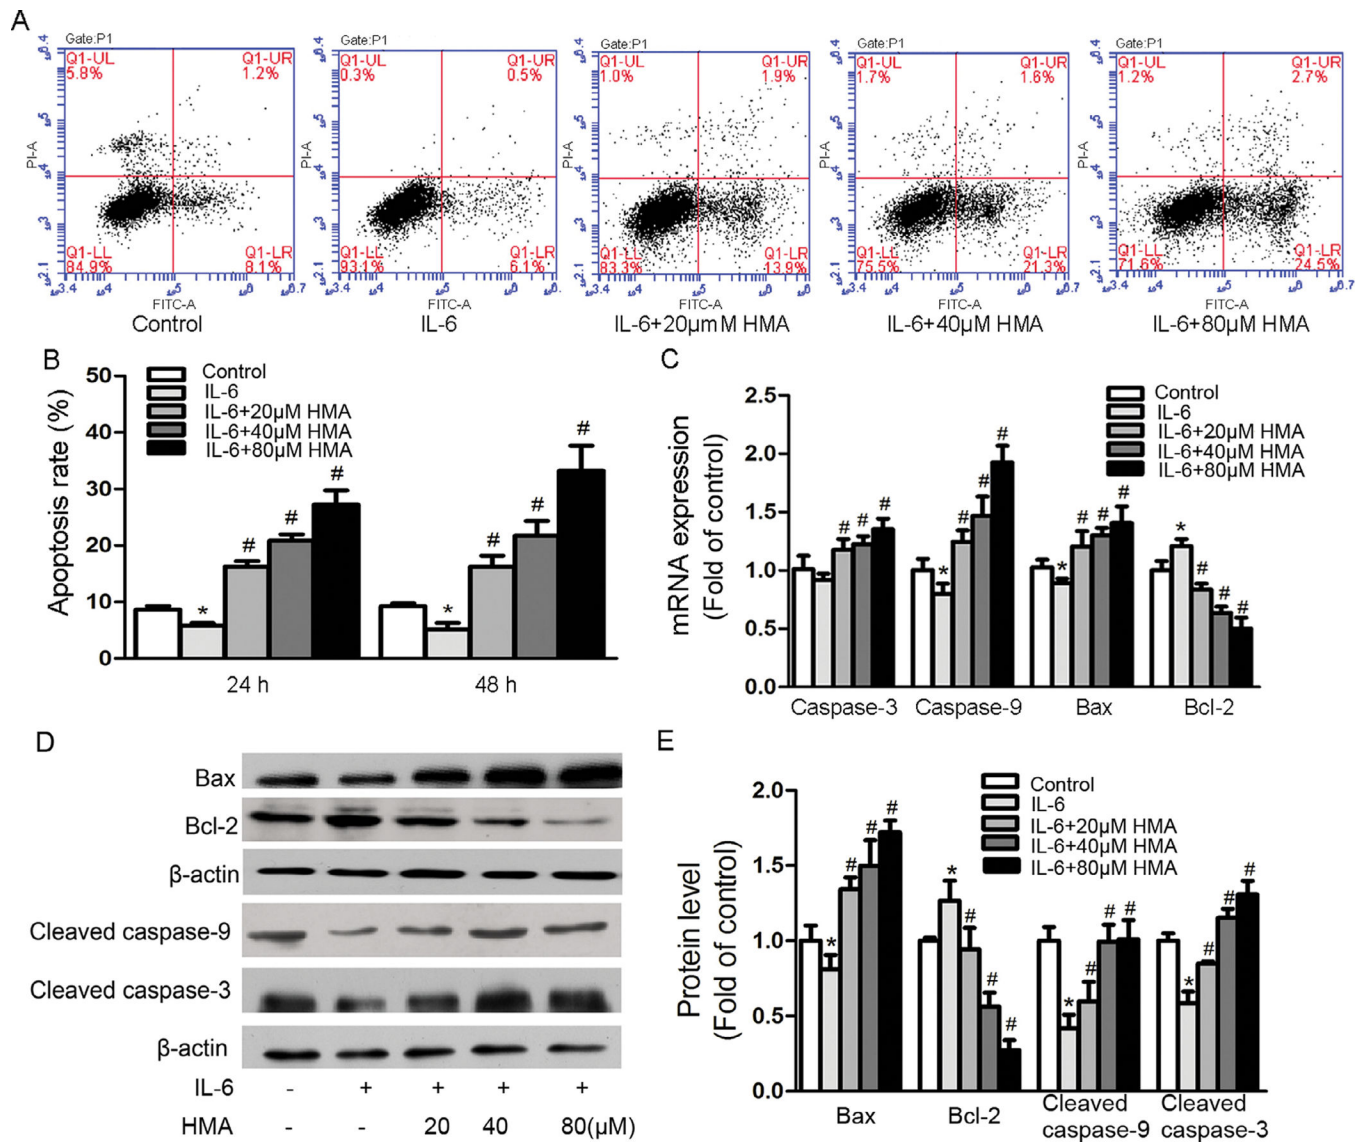 A
Gate:P1
Q1-UL
5.8%
Q1-UR
1.2%
Q1-LL
84.9%
Q1-LR
8.1%
PI-A
FITC-A
Control
Gate:P1
Q1-UL
0.3%
Q1-UR
0.5%
Q1-LL
93.1%
Q1-LR
6.1%
PI-A
FITC-A
IL-6
Gate:P1
Q1-UL
1.0%
Q1-UR
1.9%
Q1-LL
83.3%
Q1-LR
13.9%
PI-A
FITC-A
IL-6+20μmM HMA
Gate:P1
Q1-UL
1.7%
Q1-UR
1.6%
Q1-LL
75.5%
Q1-LR
21.3%
PI-A
FITC-A
IL-6+40μM HMA
Gate:P1
Q1-UL
1.2%
Q1-UR
2.7%
Q1-LL
71.6%
Q1-LR
24.5%
PI-A
FITC-A
IL-6+80μM HMA
B
Apoptosis rate (%)
50
40
30
20
10
0
Control
IL-6
IL-6+20μM HMA
IL-6+40μM HMA
IL-6+80μM HMA
* # # #
* # # #
24 h
48 h
C
mRNA expression
(Fold of control)
2.5
2.0
1.5
1.0
0.5
0.0
Control
IL-6
IL-6+20μM HMA
IL-6+40μM HMA
IL-6+80μM HMA
# # #
* # # #
* # # #
* # # #
Caspase-3
Caspase-9
Bax
Bcl-2
D
Bax
Bcl-2
β-actin
Cleaved caspase-9
Cleaved caspase-3
β-actin
IL-6 - + + + +
HMA - - 20 40 80(μM)
E
Protein level
(Fold of control)
2.0
1.5
1.0
0.5
0.0
Control
IL-6
IL-6+20μM HMA
IL-6+40μM HMA
IL-6+80μM HMA
* # # #
* # # #
* # # #
* # # #
Bax
Bcl-2
Cleaved
caspase-9
Cleaved
caspase-3